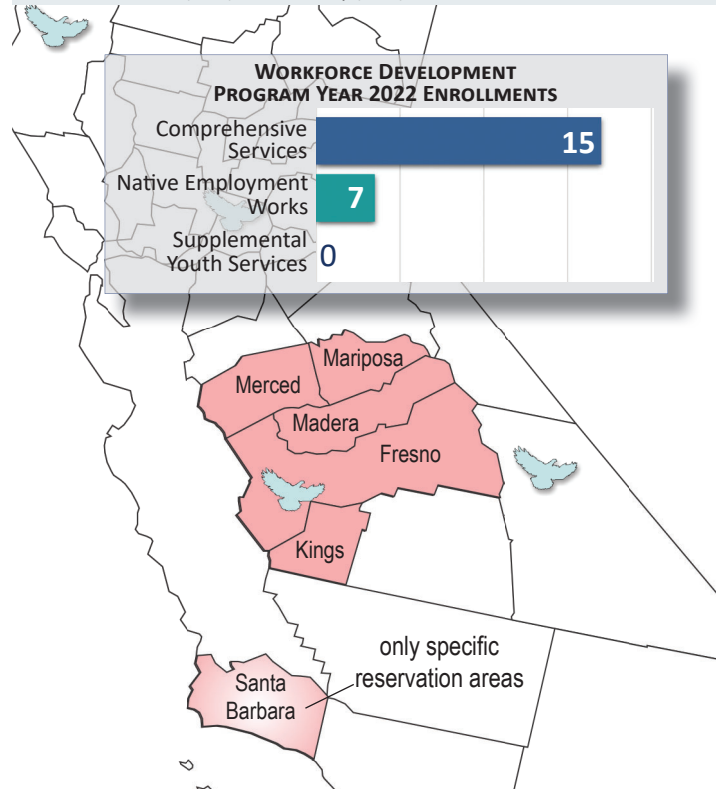 WORKFORCE DEVELOPMENT
PROGRAM YEAR 2022 ENROLLMENTS
Comprehensive
Services
15
Native Employment
Works
7
Supplemental
Youth Services
0
Mariposa
Merced
Madera
Fresno
Kings
only specific
reservation areas
Santa
Barbara